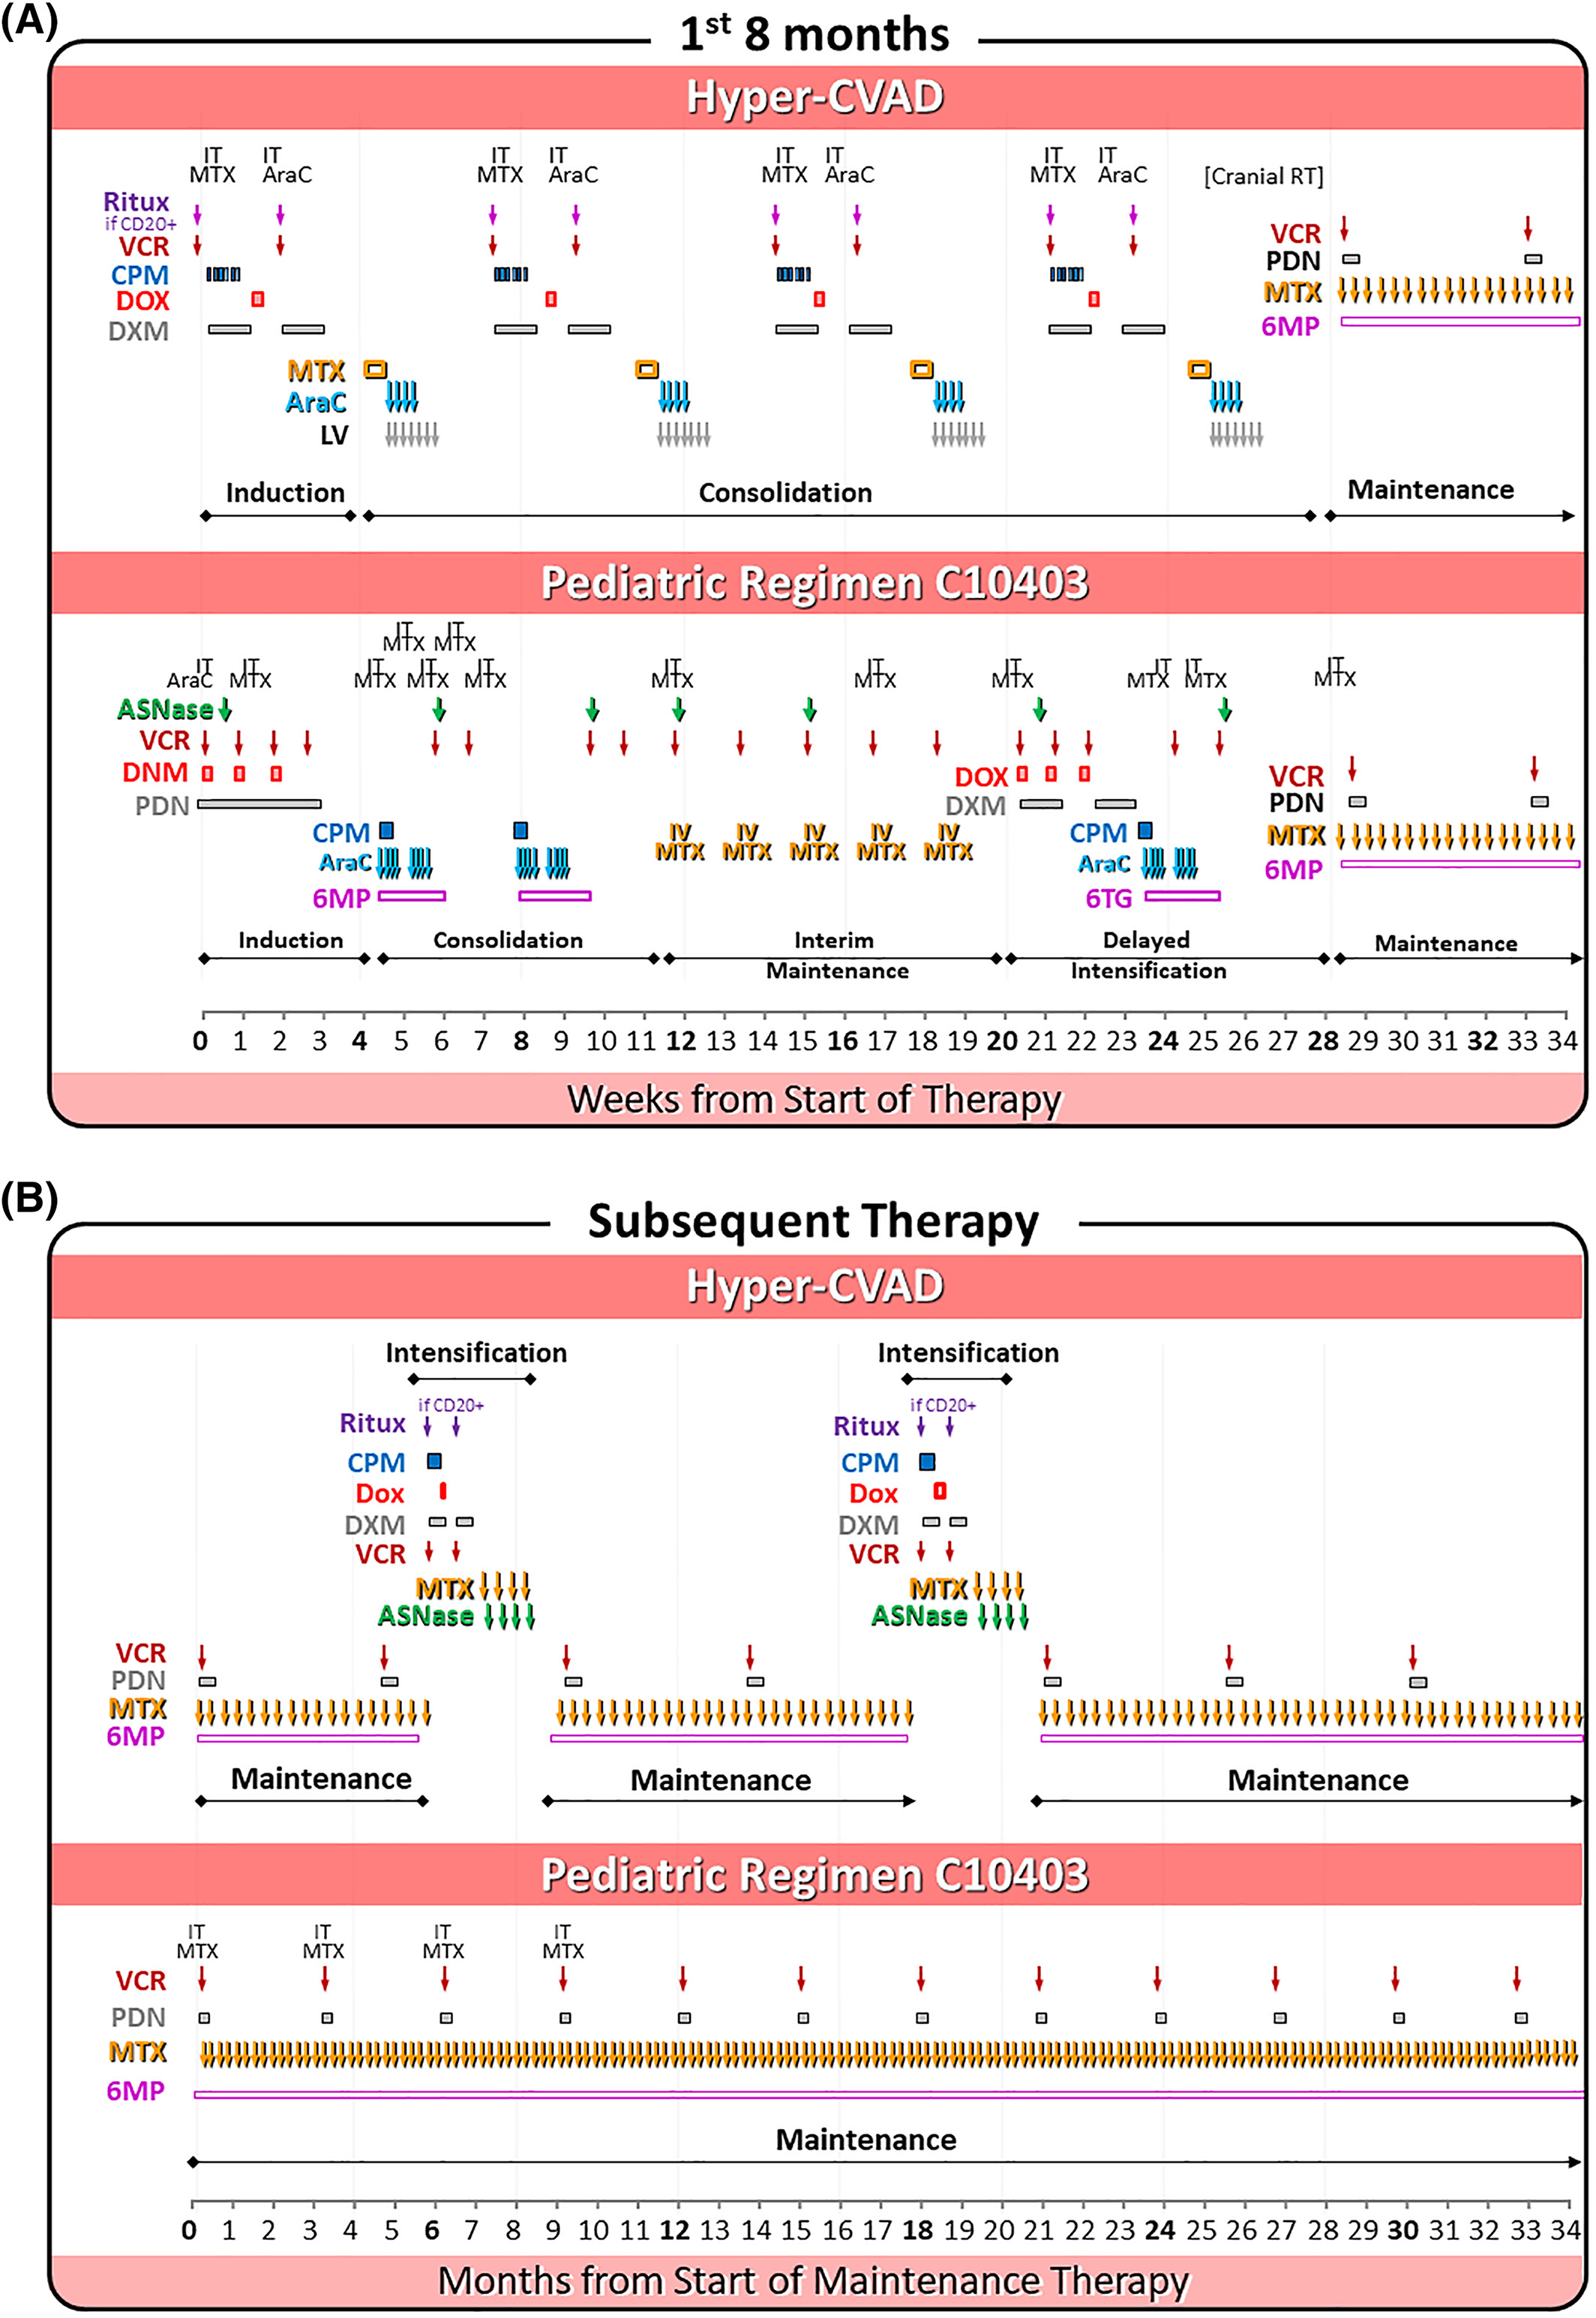 (A)
1st 8 months
Hyper-CVAD
IT IT IT IT IT IT IT IT
MTX AraC MTX AraC MTX AraC MTX AraC [Cranial RT]
Ritux
if CD20+
VCR VCR
CPM PDN
DOX MTX
DXM 6MP
MTX
AraC
LV
Induction Consolidation Maintenance
Pediatric Regimen C10403
IT IT
MTX MTX
IT IT IT IT IT IT IT IT IT IT IT
AraC MTX MTX MTX MTX MTX MTX MTX MTX MTX MTX
ASNase
VCR
DNM DOX VCR
PDN DXM PDN
CPM IV IV IV IV IV CPM MTX
MTX MTX MTX MTX MTX
AraC AraC 6MP
6MP 6TG
Induction Consolidation Interim Delayed Maintenance
Maintenance Intensification
0 1 2 3 4 5 6 7 8 9 10 11 12 13 14 15 16 17 18 19 20 21 22 23 24 25 26 27 28 29 30 31 32 33 34
Weeks from Start of Therapy
(B)
Subsequent Therapy
Hyper-CVAD
Intensification Intensification
if CD20+ if CD20+
Ritux Ritux
CPM CPM
Dox Dox
DXM DXM
VCR VCR
MTX MTX
ASNase ASNase
VCR
PDN
MTX
6MP
Maintenance Maintenance Maintenance
Pediatric Regimen C10403
IT IT IT IT
MTX MTX MTX MTX
VCR
PDN
MTX
6MP
Maintenance
0 1 2 3 4 5 6 7 8 9 10 11 12 13 14 15 16 17 18 19 20 21 22 23 24 25 26 27 28 29 30 31 32 33 34
Months from Start of Maintenance Therapy